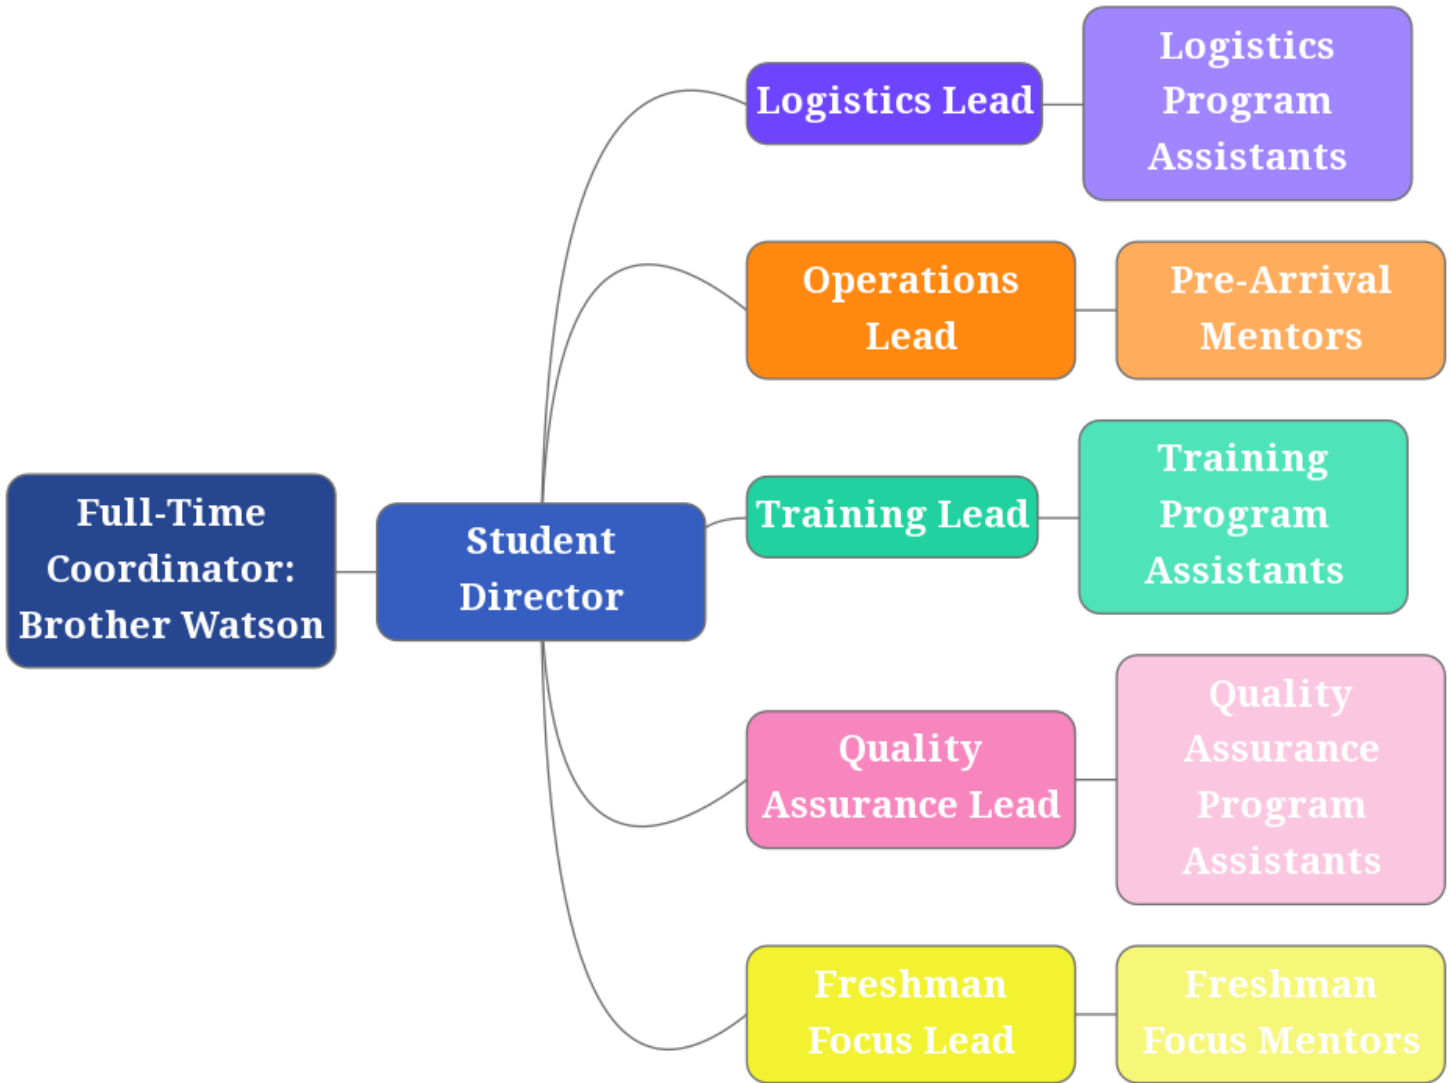 Full-Time
Coordinator:
Brother Watson
Student
Director
Logistics Lead
Logistics
Program
Assistants
Operations
Lead
Pre-Arrival
Mentors
Training Lead
Training
Program
Assistants
Quality
Assurance Lead
Quality
Assurance
Program
Assistants
Freshman
Focus Lead
Freshman
Focus Mentors